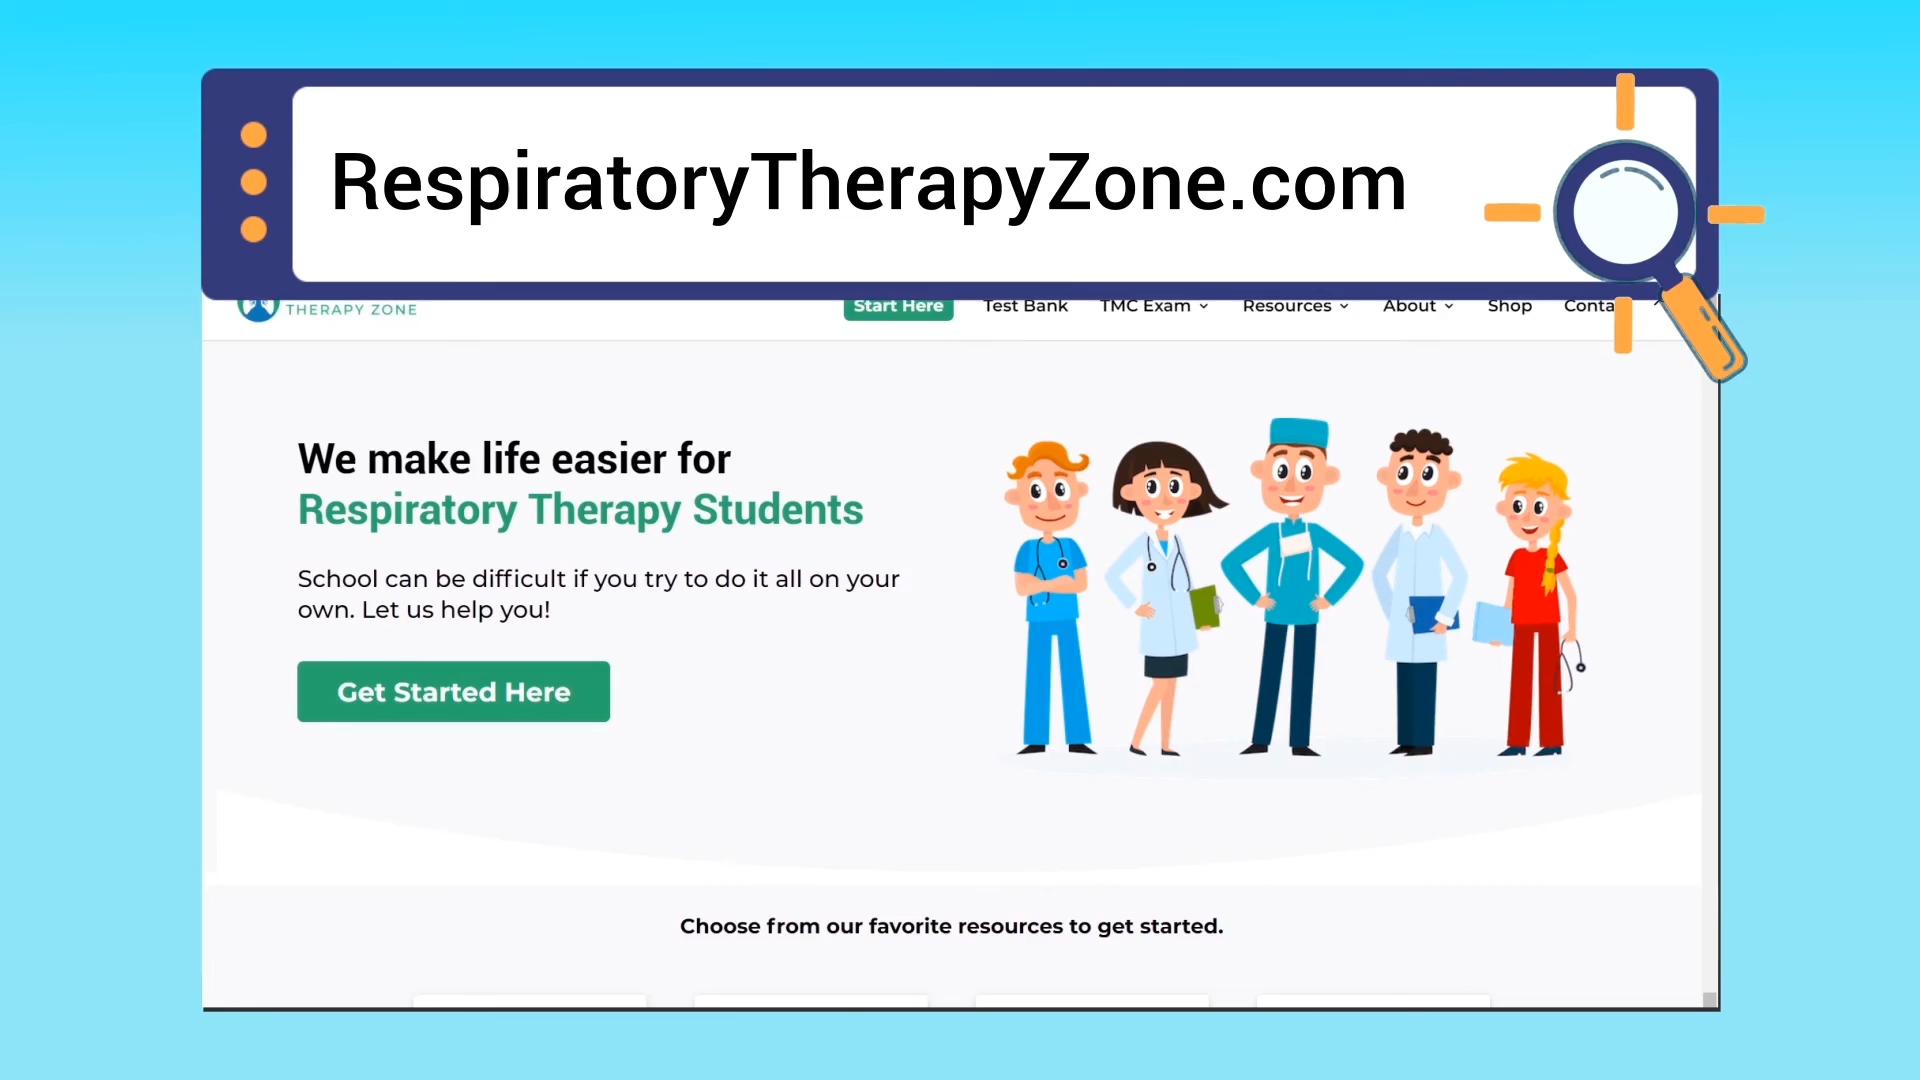 RespiratoryTherapyZone.com
THERAPY ZONE
Start Here
Test Bank
TMC Exam
Resources
About
Shop
We make life easier for
Respiratory Therapy Students
School can be difficult if you try to do it all on your
own. Let us help you!
Get Started Here
Choose from our favorite resources to get started.